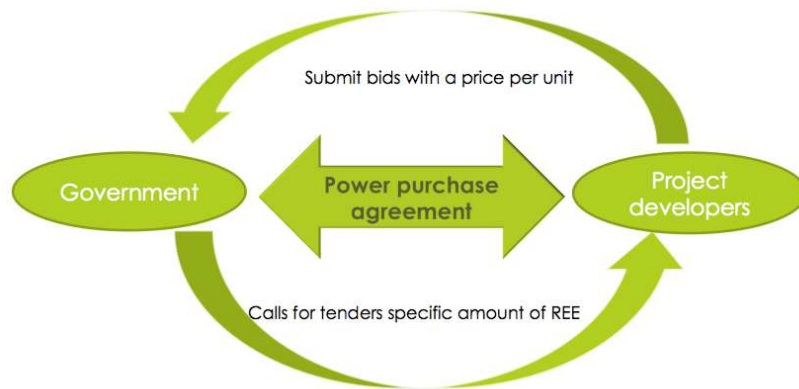 Submit bids with a price per unit
Government
Power purchase
agreement
Project
developers
Calls for tenders specific amount of REE